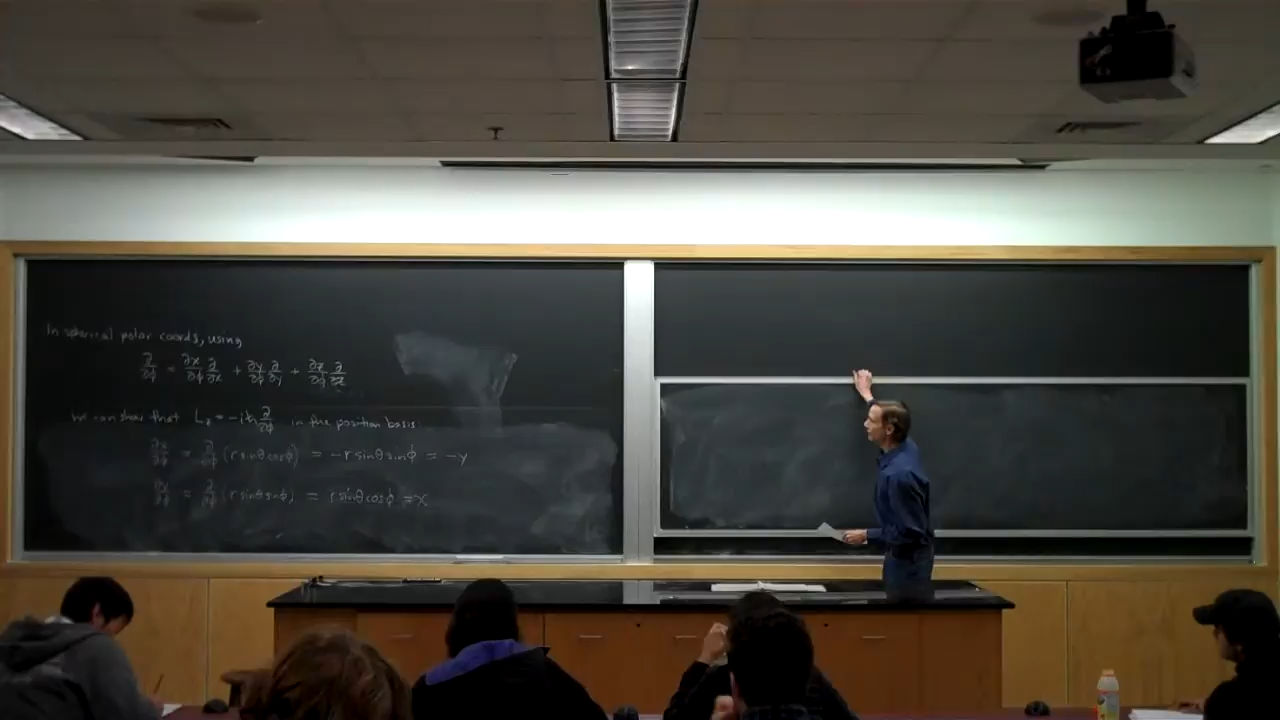 In spherical polar coords, using
∂/∂φ = ∂x/∂φ ∂/∂x + ∂y/∂φ ∂/∂y + ∂z/∂φ ∂/∂z
we can show that L_z = -iħ ∂/∂φ in the position basis:
∂x/∂φ = ∂/∂φ (r sinθ cosφ) = -r sinθ sinφ = -y
∂y/∂φ = ∂/∂φ (r sinθ sinφ) = r sinθ cosφ = x